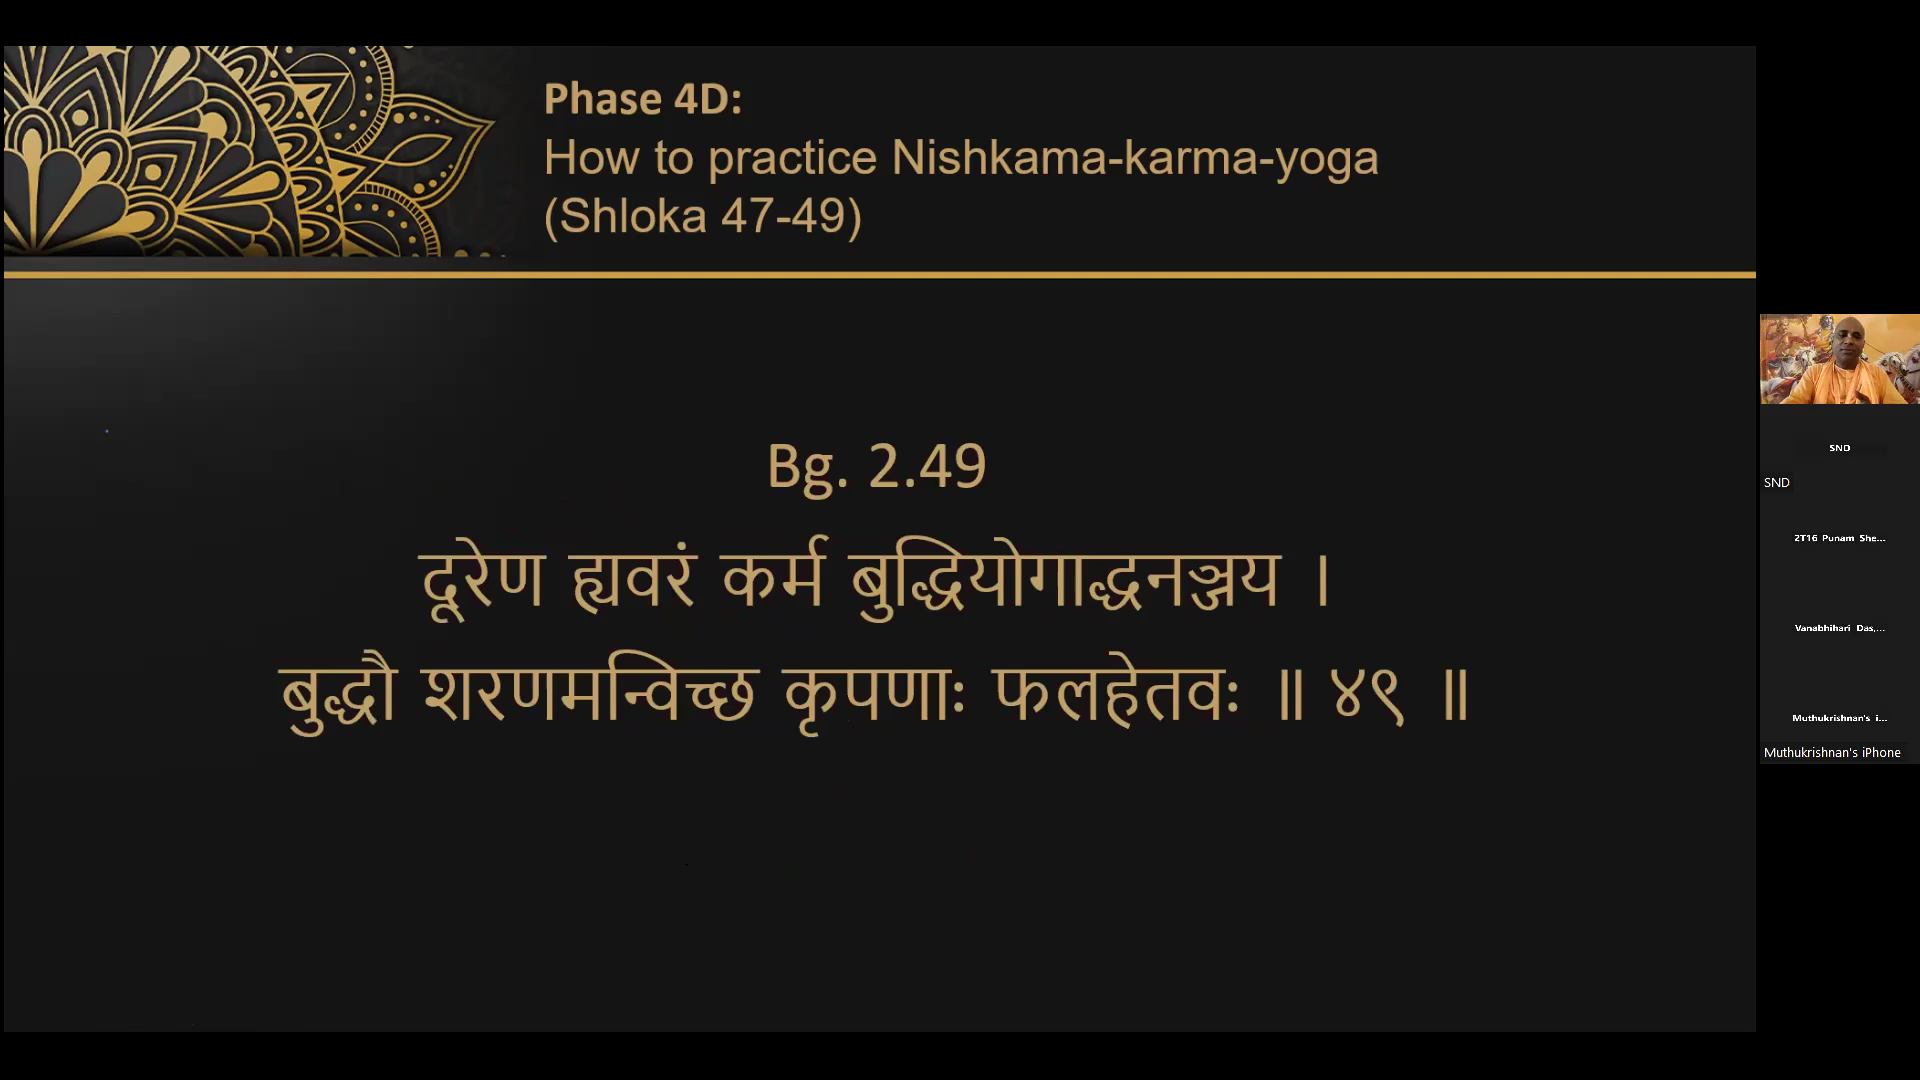 Phase 4D:
How to practice Nishkama-karma-yoga
(Shloka 47-49)
Bg. 2.49
दूरेण ह्यवरं कर्म बुद्धियोगाद्धनञ्जय ।
बुद्धौ शरणमन्विच्छ कृपणाः फलहेतवः ॥ ४९ ॥
SND
SND
2T16 Punam She...
Vanabhihari Das,...
Muthukrishnan's i...
Muthukrishnan's iPhone